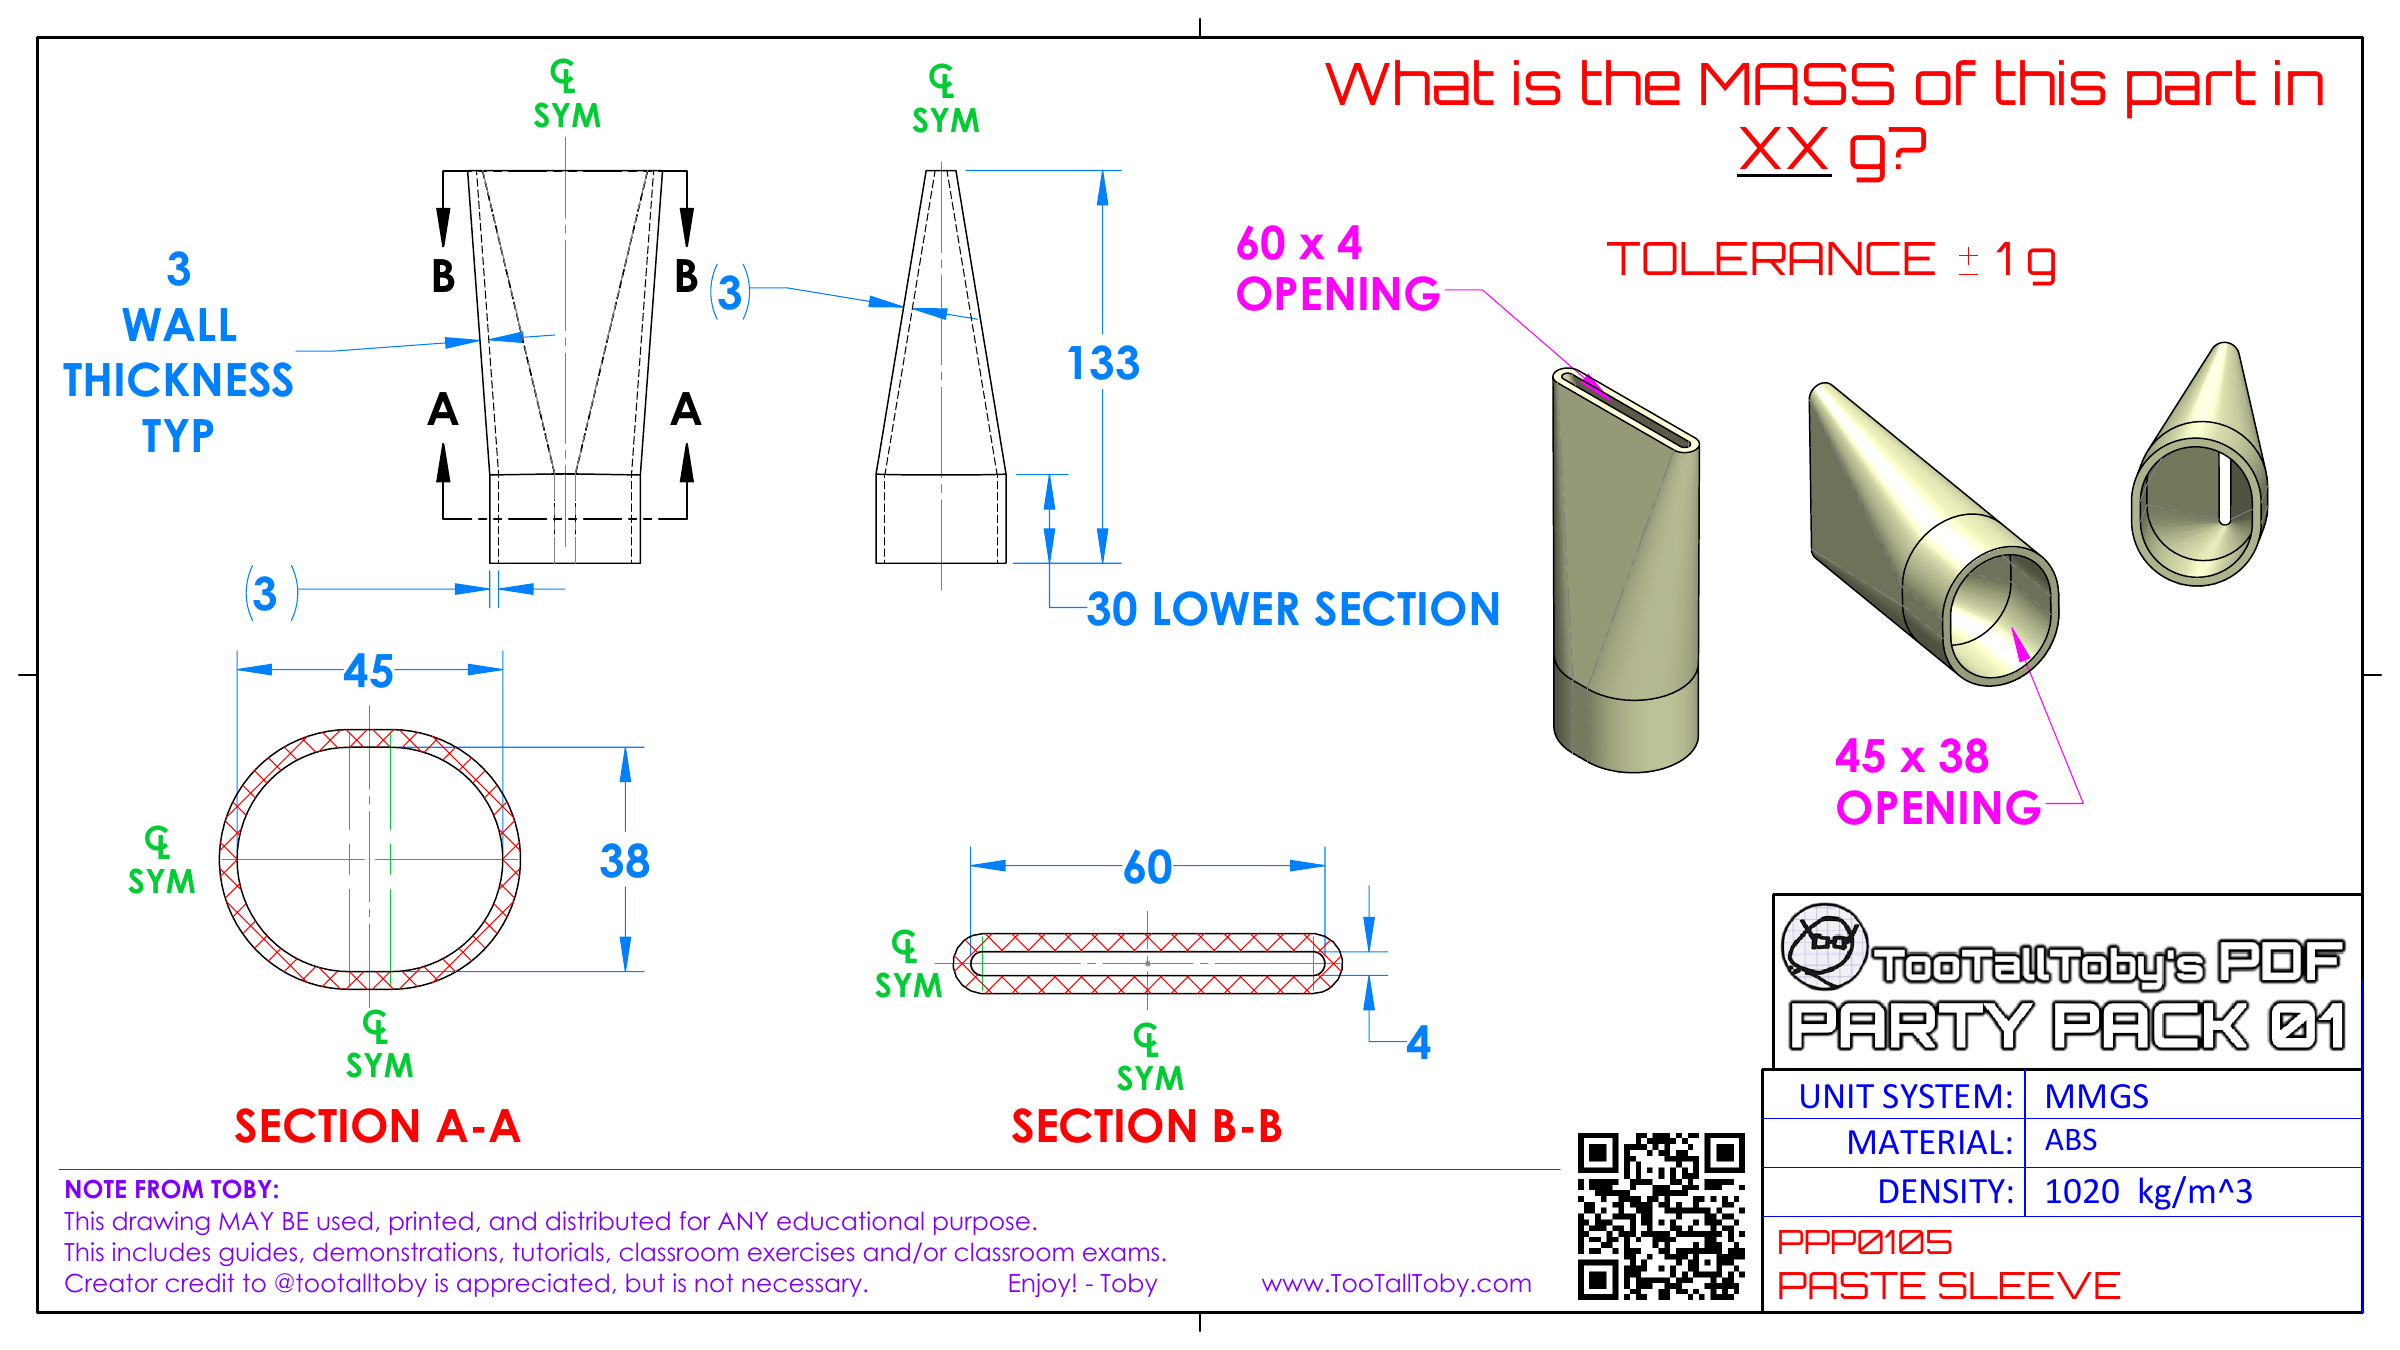 What is the MASS of this part in
XX g?
TOLERANCE ± 1 g
℄
SYM
℄
SYM
3
WALL
THICKNESS
TYP
B
B
(3)
A
A
133
60 x 4
OPENING
(3)
30 LOWER SECTION
45
℄
SYM
38
℄
SYM
SECTION A-A
60
℄
SYM
4
℄
SYM
SECTION B-B
45 x 38
OPENING
TooTallToby's PDF
PARTY PACK 01
UNIT SYSTEM: MMGS
MATERIAL: ABS
DENSITY: 1020 kg/m^3
PPP0105
PASTE SLEEVE
NOTE FROM TOBY:
This drawing MAY BE used, printed, and distributed for ANY educational purpose.
This includes guides, demonstrations, tutorials, classroom exercises and/or classroom exams.
Creator credit to @tootalltoby is appreciated, but is not necessary. Enjoy! - Toby www.TooTallToby.com